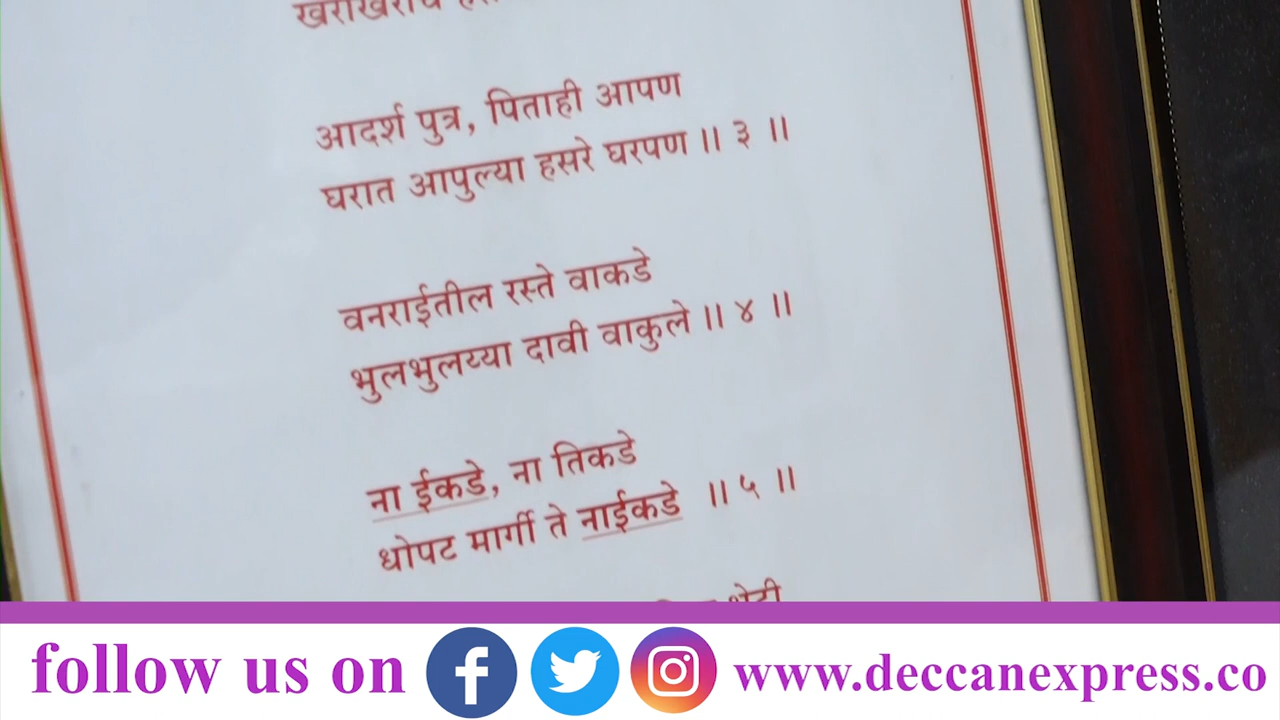 आदर्श पुत्र, पिताही आपण
घरात आपुल्या हसरे घरपण ॥ ३ ॥
वनराईतील रस्ते वाकडे
भुलभुलय्या दावी वाकुले ॥ ४ ॥
ना ईकडे, ना तिकडे
धोपट मार्गी ते नाईकडे ॥ ५ ॥
follow us on
www.deccanexpress.co